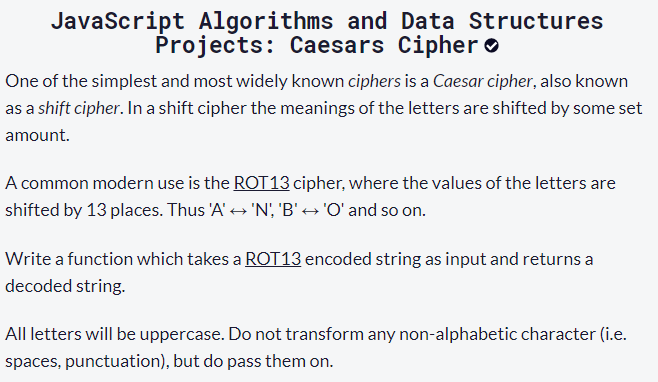 JavaScript Algorithms and Data Structures
Projects: Caesars Cipher
One of the simplest and most widely known ciphers is a Caesar cipher, also known
as a shift cipher. In a shift cipher the meanings of the letters are shifted by some set
amount.
A common modern use is the ROT13 cipher, where the values of the letters are
shifted by 13 places. Thus 'A' ↔ 'N', 'B' ↔ 'O' and so on.
Write a function which takes a ROT13 encoded string as input and returns a
decoded string.
All letters will be uppercase. Do not transform any non-alphabetic character (i.e.
spaces, punctuation), but do pass them on.